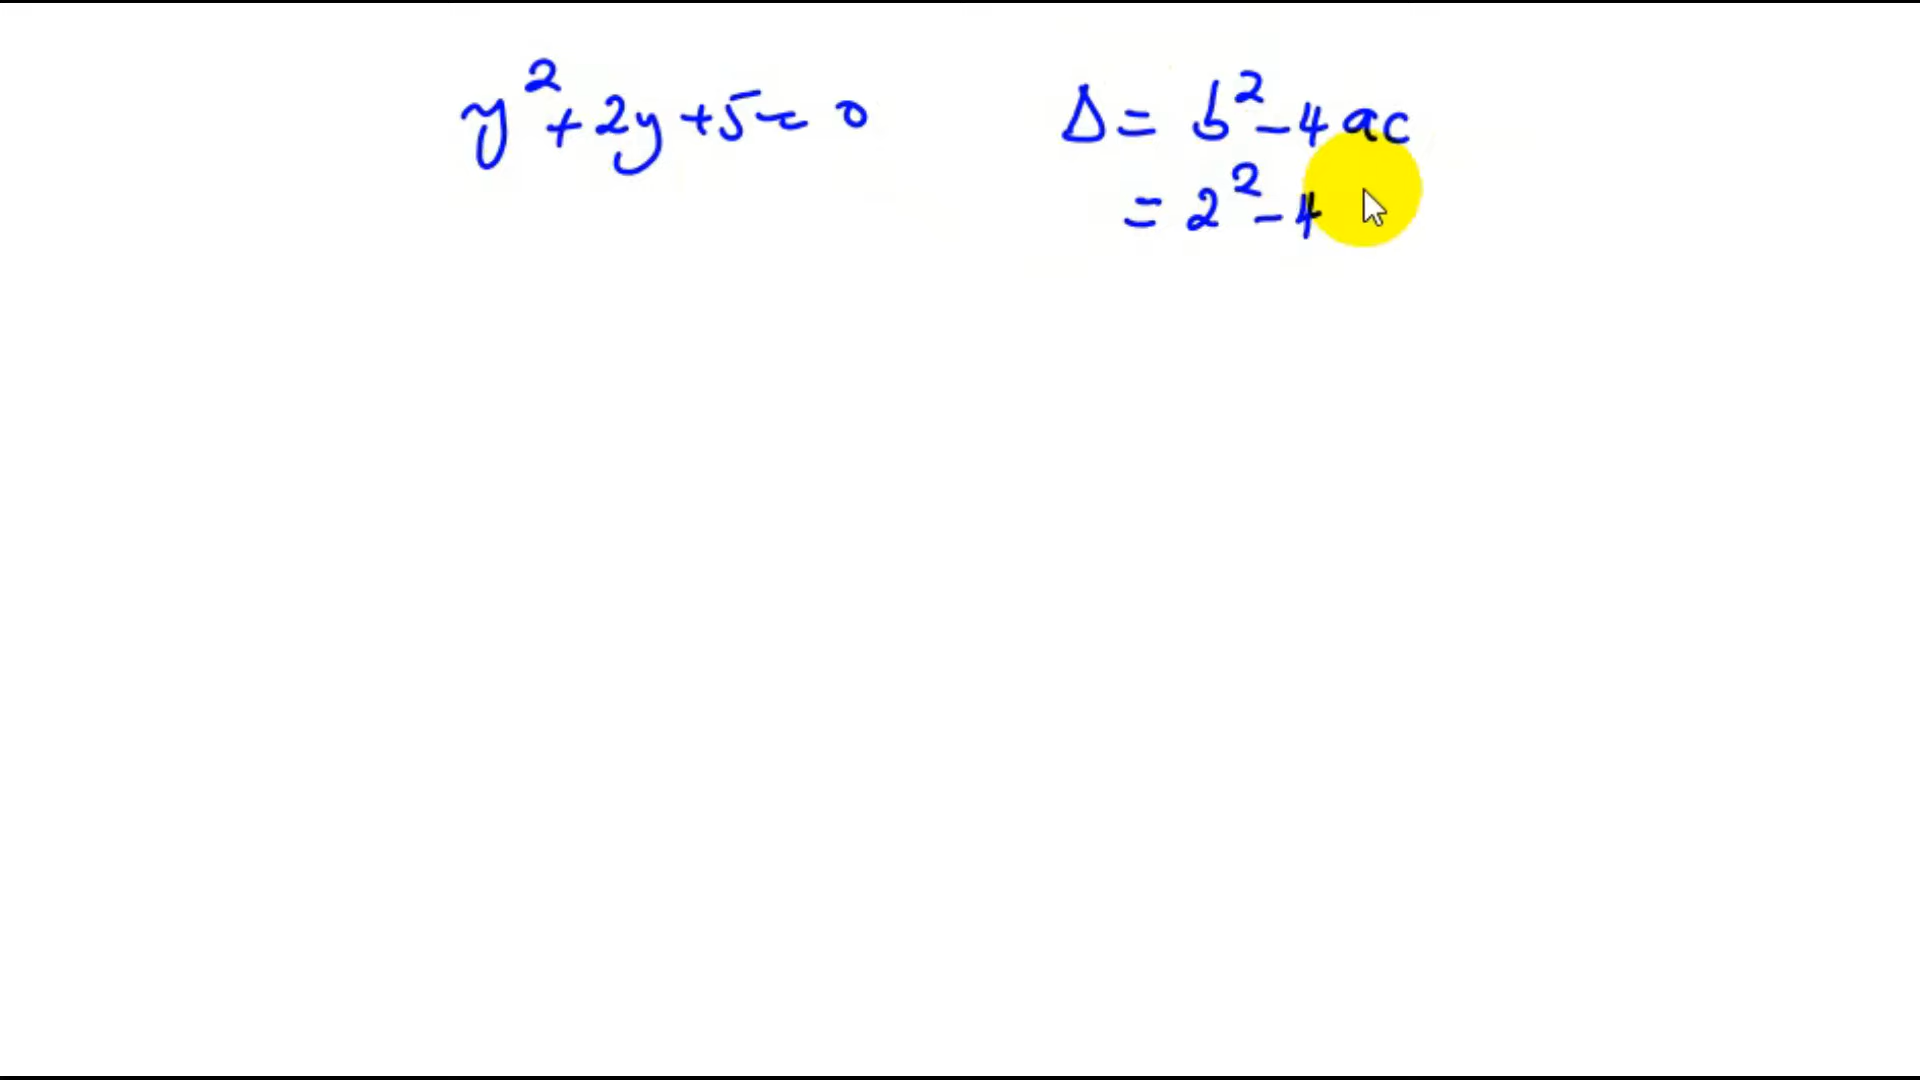 y²+2y+5=0
Δ= b²-4ac
= 2²-4